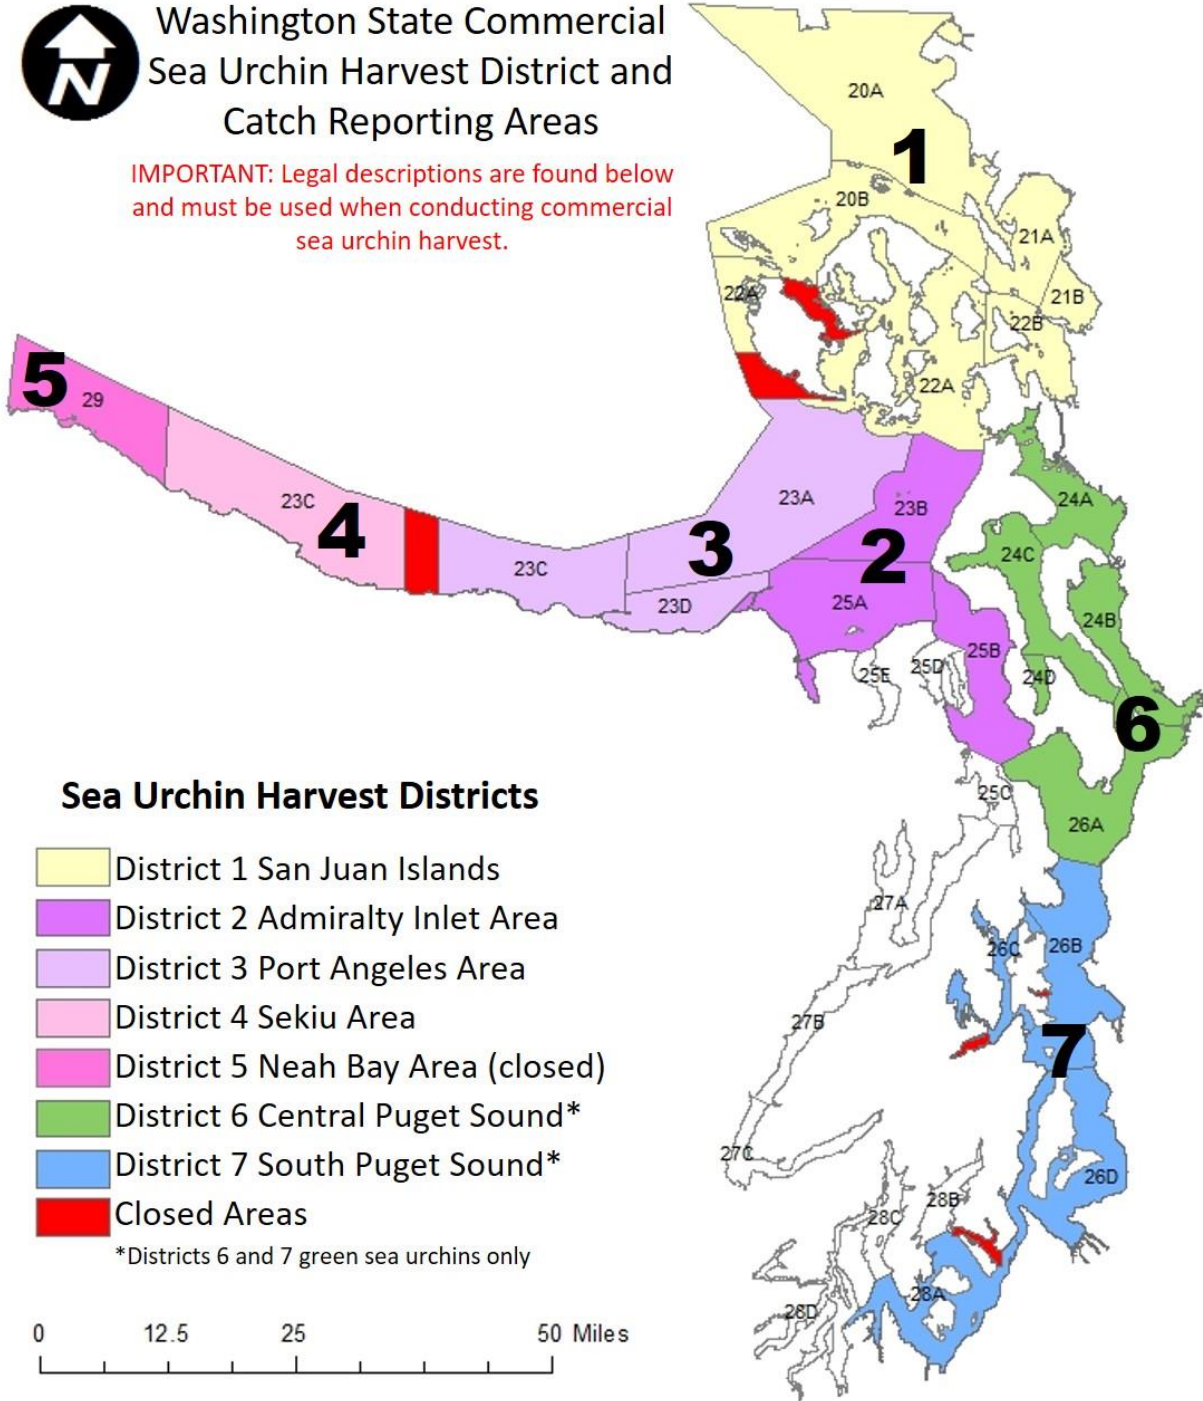 N
Washington State Commercial
Sea Urchin Harvest District and
Catch Reporting Areas
IMPORTANT: Legal descriptions are found below
and must be used when conducting commercial
sea urchin harvest.
20A
1
20B
21A
22A
21B
22B
22A
5
29
23C
4
23C
23A
3
23D
23B
2
25A
24A
24C
24B
25B
25E
25D
24D
6
25C
26A
27A
26C
26B
27B
7
27C
26D
28B
28C
28A
28D
Sea Urchin Harvest Districts
District 1 San Juan Islands
District 2 Admiralty Inlet Area
District 3 Port Angeles Area
District 4 Sekiu Area
District 5 Neah Bay Area (closed)
District 6 Central Puget Sound*
District 7 South Puget Sound*
Closed Areas
*Districts 6 and 7 green sea urchins only
0 12.5 25 50 Miles